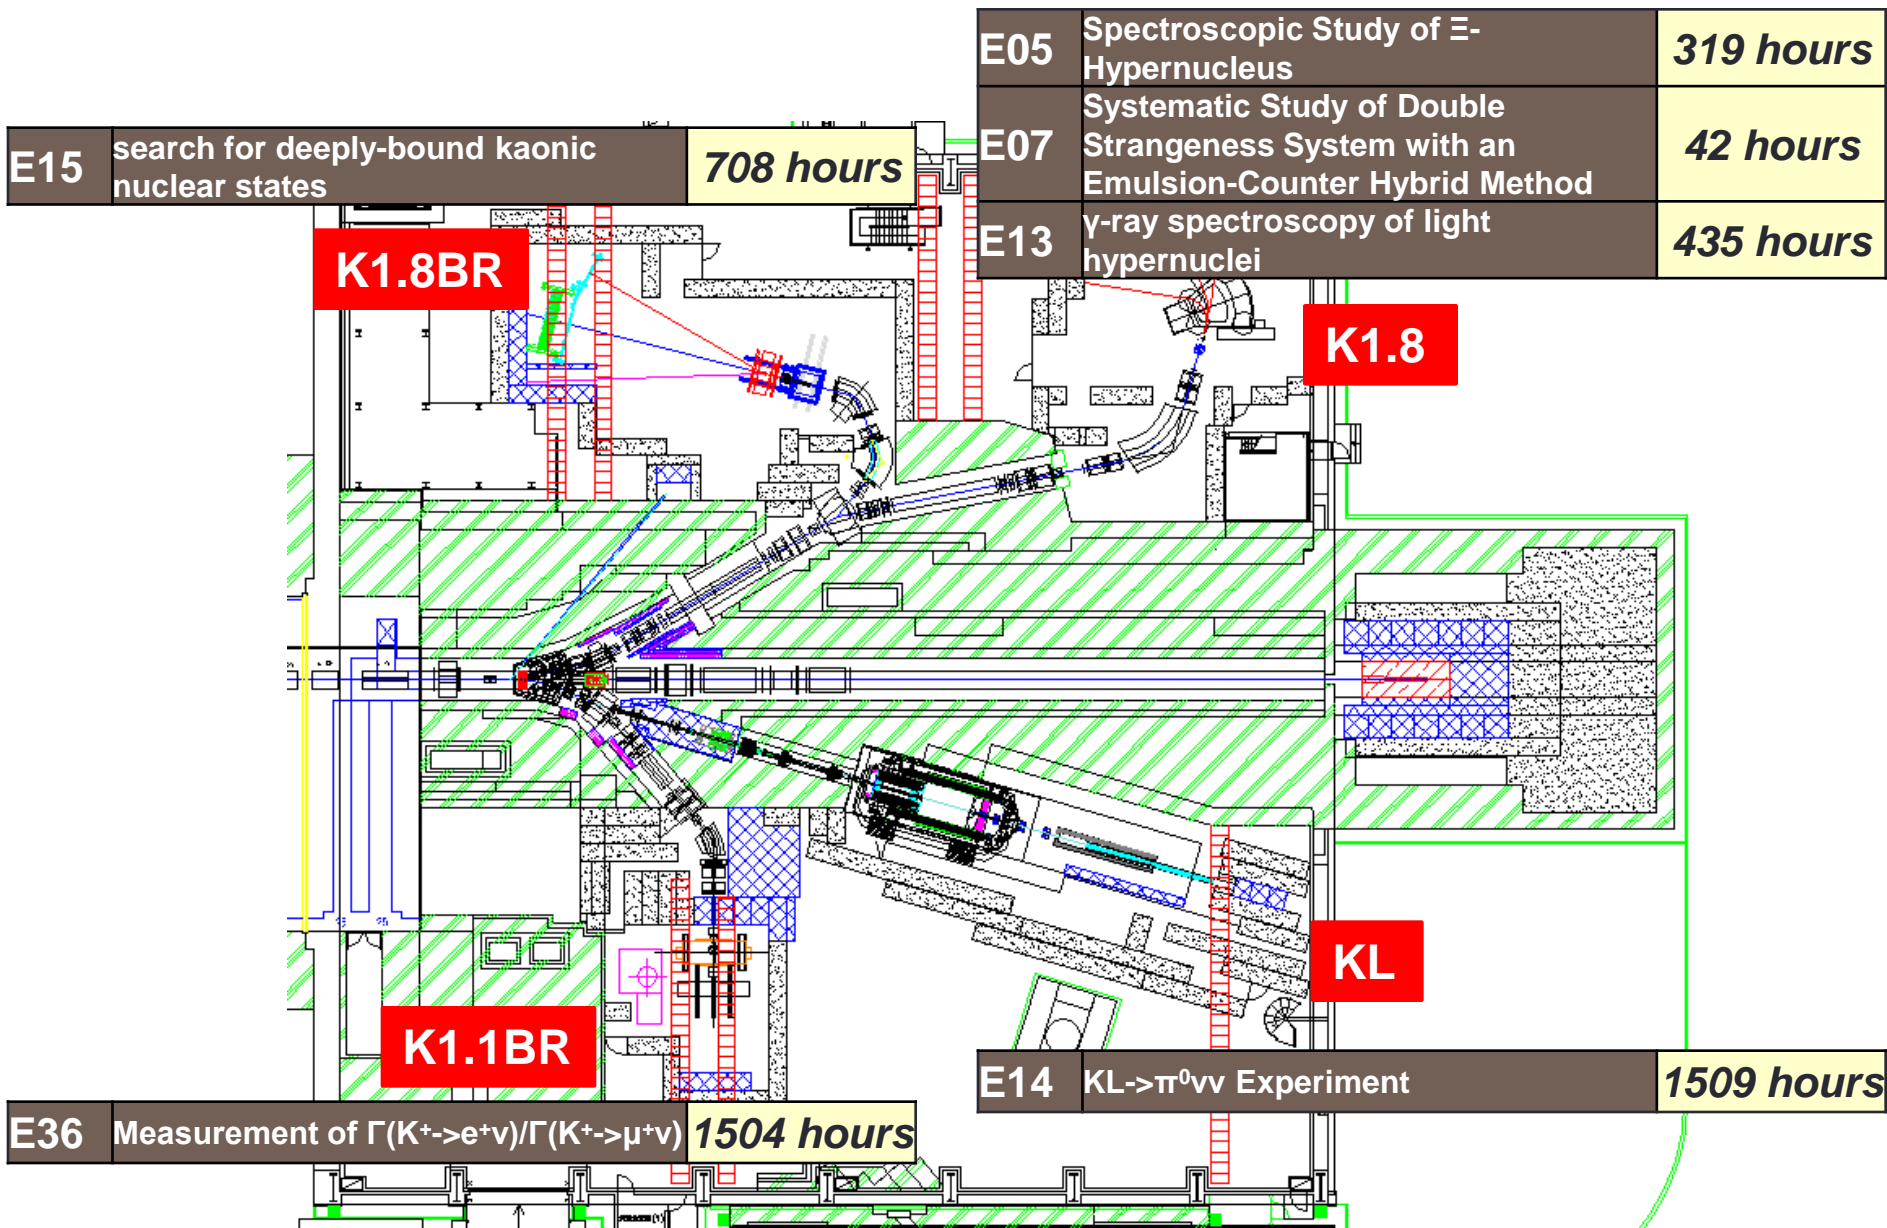 E05 Spectroscopic Study of Ξ-
Hypernucleus
319 hours
E07 Systematic Study of Double
Strangeness System with an
Emulsion-Counter Hybrid Method
42 hours
E13 γ-ray spectroscopy of light
hypernuclei
435 hours
E15 search for deeply-bound kaonic
nuclear states
708 hours
K1.8BR
K1.8
KL
K1.1BR
E14 KL->π⁰νν Experiment 1509 hours
E36 Measurement of Γ(K⁺->e⁺ν)/Γ(K⁺->μ⁺ν) 1504 hours